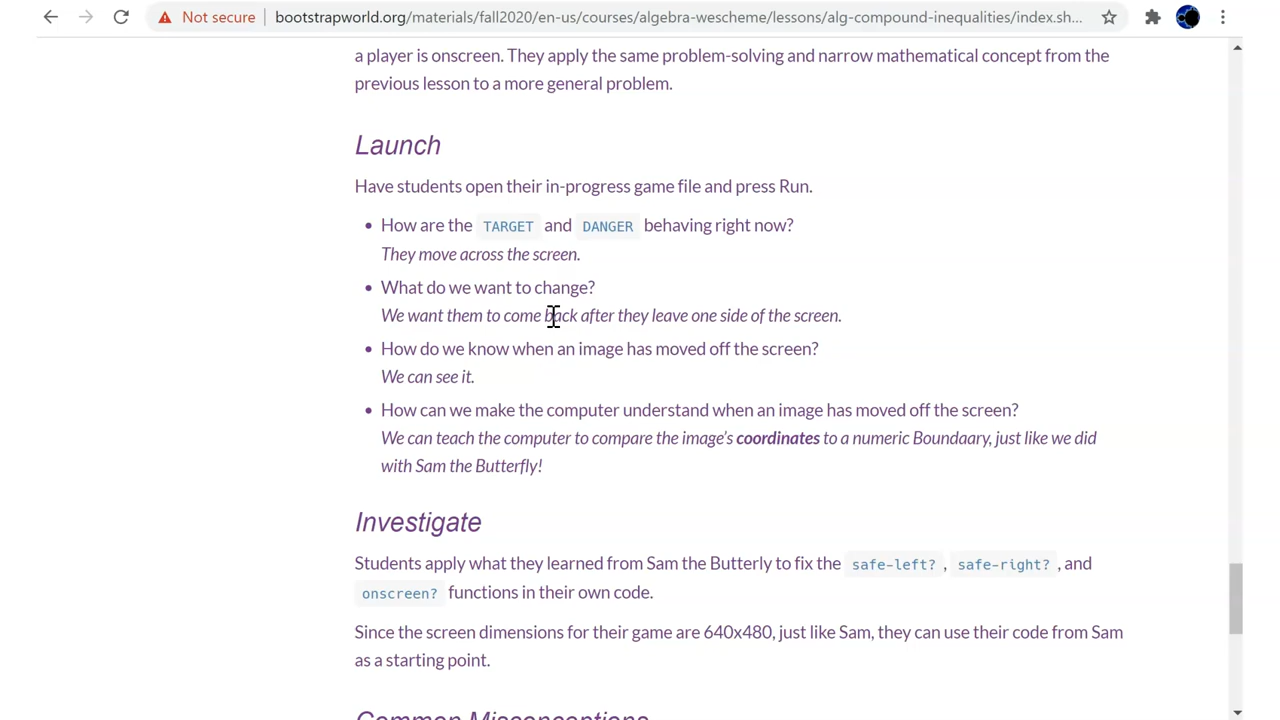 Not secure | bootstrapworld.org/materials/fall2020/en-us/courses/algebra-wescheme/lessons/alg-compound-inequalities/index.sh...
a player is onscreen. They apply the same problem-solving and narrow mathematical concept from the
previous lesson to a more general problem.
Launch
Have students open their in-progress game file and press Run.
• How are the TARGET and DANGER behaving right now?
They move across the screen.
• What do we want to change?
We want them to come back after they leave one side of the screen.
• How do we know when an image has moved off the screen?
We can see it.
• How can we make the computer understand when an image has moved off the screen?
We can teach the computer to compare the image's coordinates to a numeric Boundaary, just like we did
with Sam the Butterfly!
Investigate
Students apply what they learned from Sam the Butterly to fix the safe-left? , safe-right? , and
onscreen? functions in their own code.
Since the screen dimensions for their game are 640x480, just like Sam, they can use their code from Sam
as a starting point.
Common Misconceptions